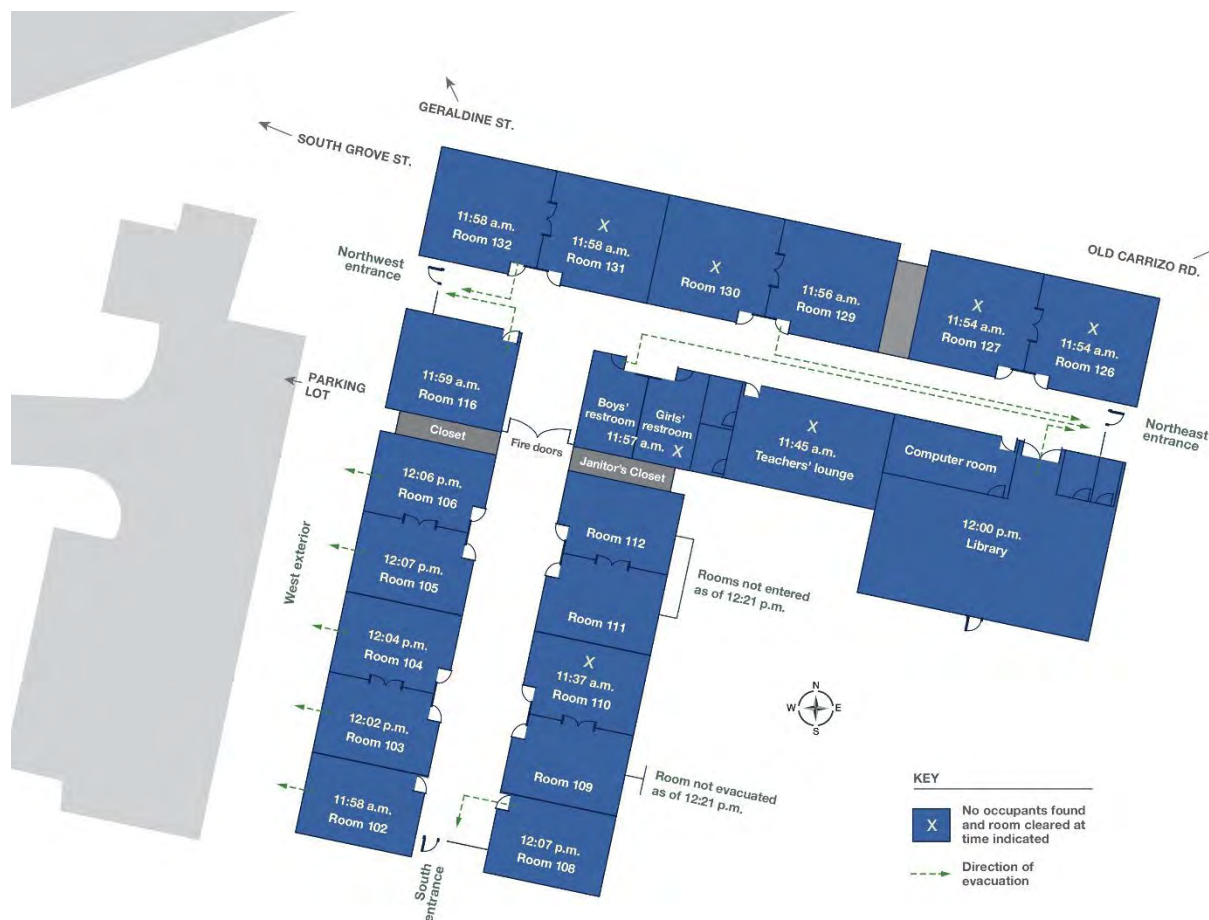 GERALDINE ST.
SOUTH GROVE ST.
OLD CARRIZO RD.
Northwest
entrance
11:58 a.m.
Room 132
X
11:58 a.m.
Room 131
X
Room 130
11:56 a.m.
Room 129
X
11:54 a.m.
Room 127
X
11:54 a.m.
Room 126
Northeast
entrance
PARKING
LOT
11:59 a.m.
Room 116
Closet
Fire doors
Boys'
restroom
Girls'
restroom
11:57 a.m.
X
Janitor's Closet
X
11:45 a.m.
Teachers' lounge
Computer room
12:00 p.m.
Library
West exterior
12:06 p.m.
Room 106
12:07 p.m.
Room 105
12:04 p.m.
Room 104
12:02 p.m.
Room 103
11:58 a.m.
Room 102
Room 112
Room 111
Rooms not entered
as of 12:21 p.m.
X
11:37 a.m.
Room 110
Room 109
Room not evacuated
as of 12:21 p.m.
12:07 p.m.
Room 108
South
entrance
N
W E
S
KEY
X
No occupants found
and room cleared at
time indicated
Direction of
evacuation